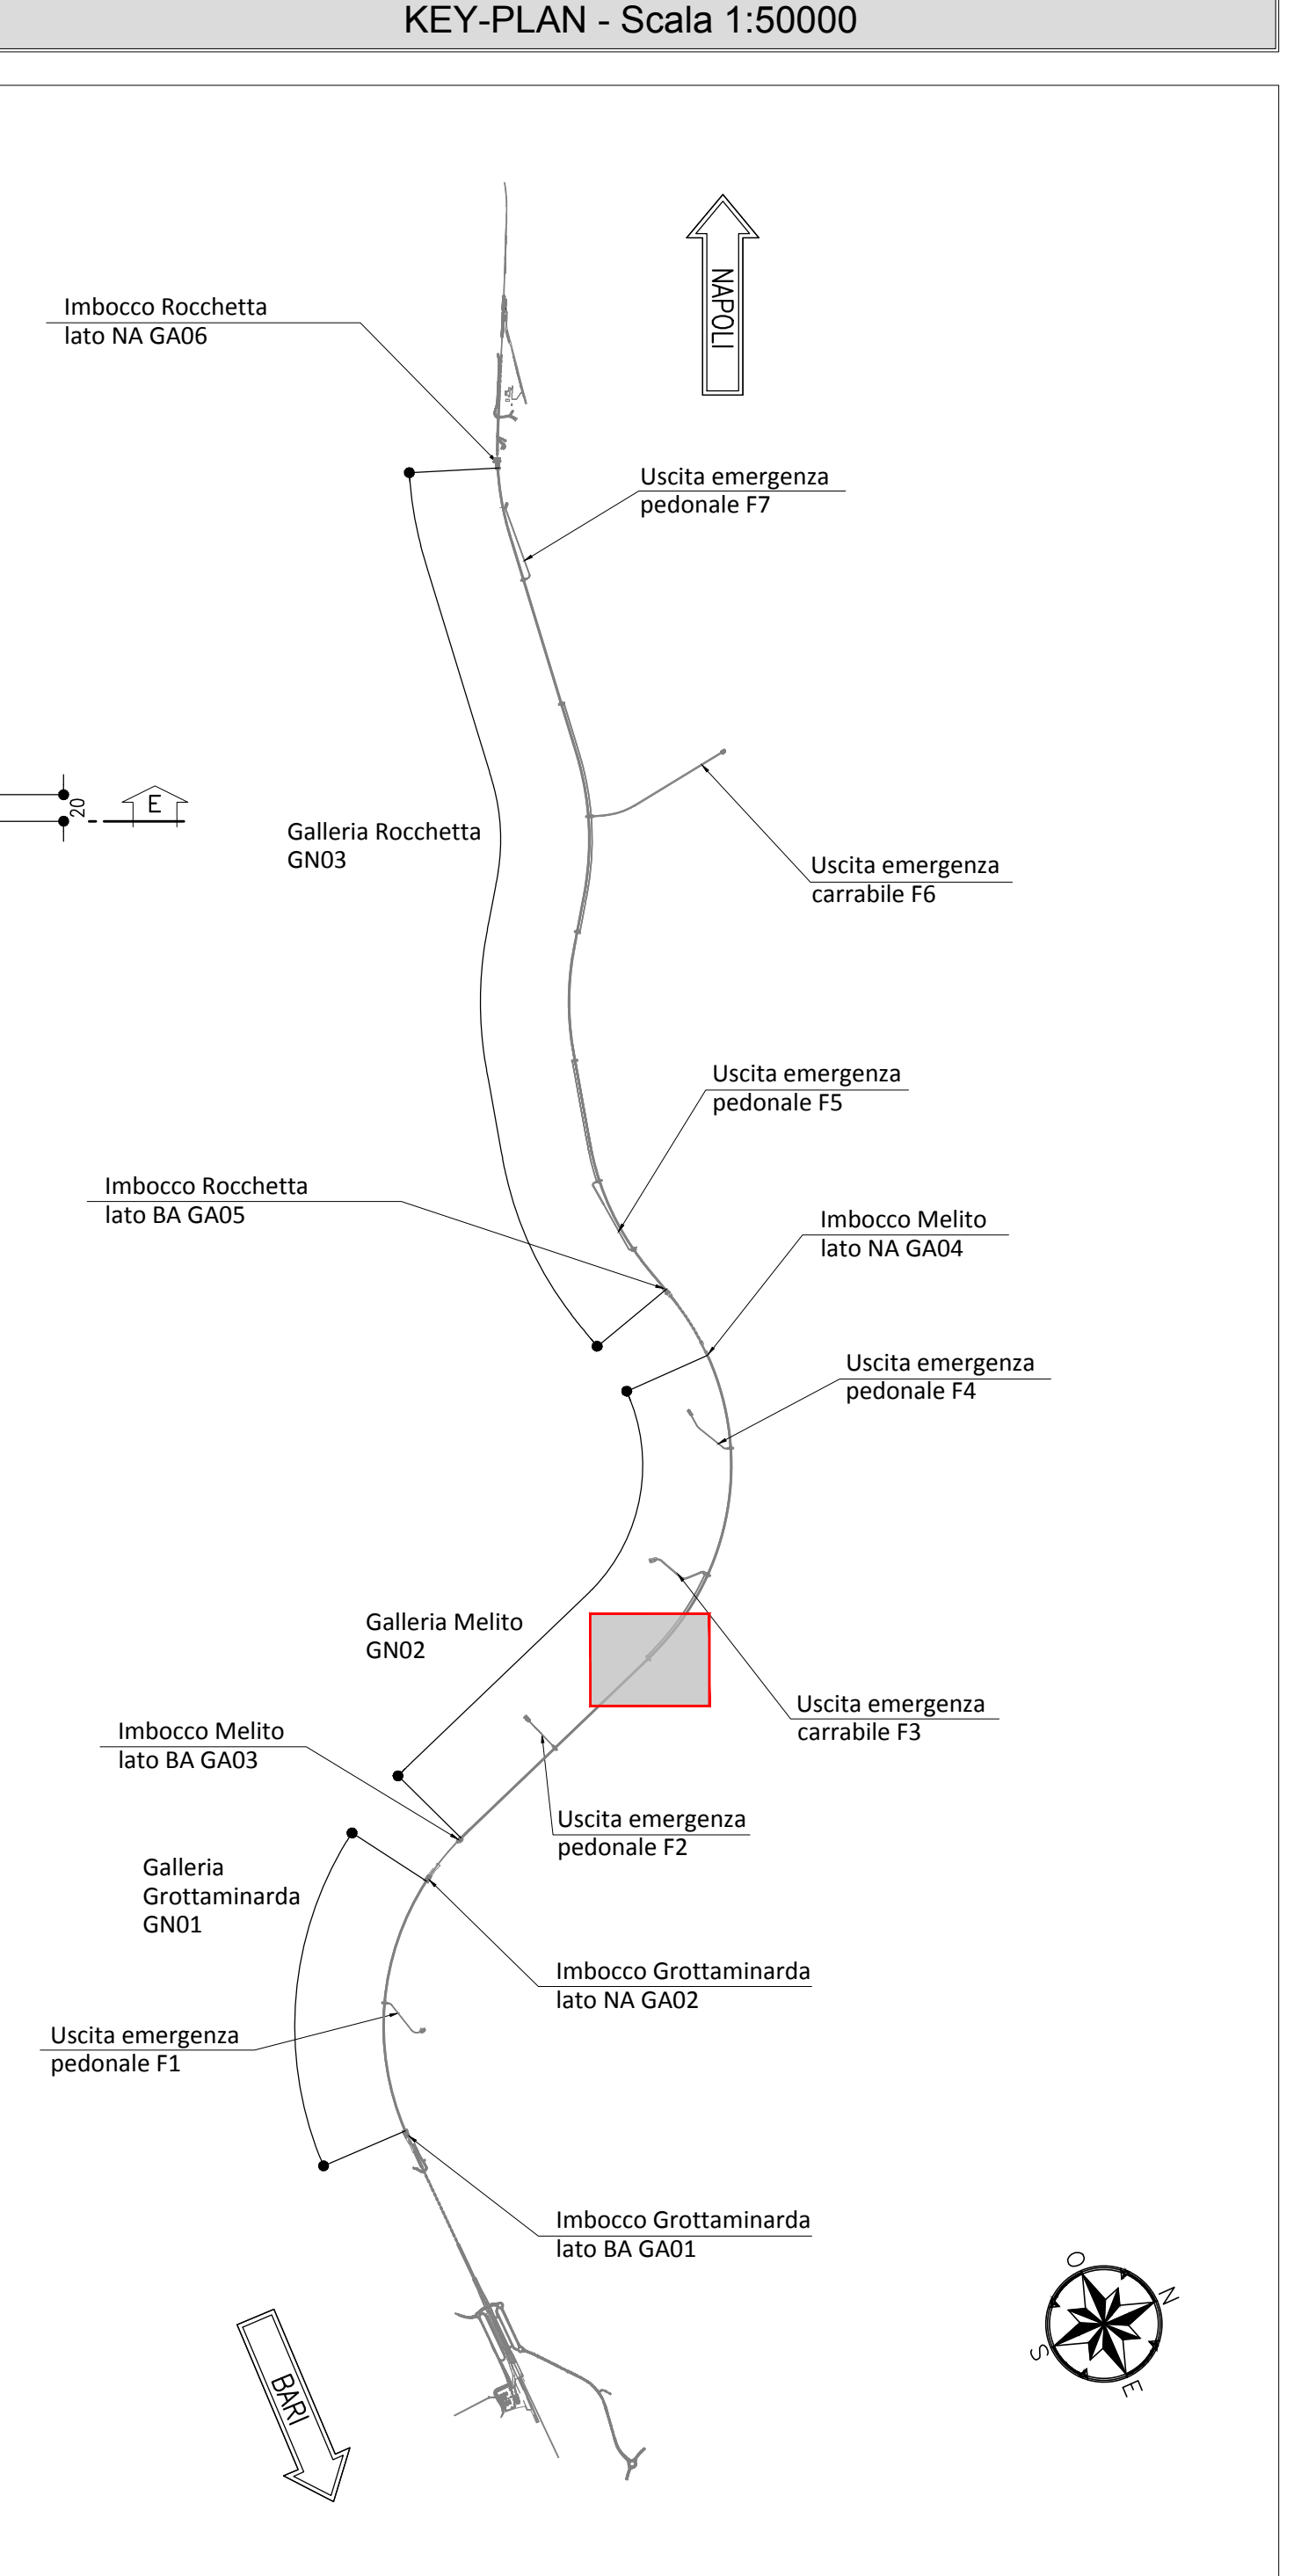 KEY-PLAN - Scala 1:50000
NAPOLI
Imbocco Rocchetta
lato NA GA06
Uscita emergenza
pedonale F7
20
E
Galleria Rocchetta
GN03
Uscita emergenza
carrabile F6
Uscita emergenza
pedonale F5
Imbocco Rocchetta
lato BA GA05
Imbocco Melito
lato NA GA04
Uscita emergenza
pedonale F4
Galleria Melito
GN02
Uscita emergenza
carrabile F3
Imbocco Melito
lato BA GA03
Uscita emergenza
pedonale F2
Galleria
Grottaminarda
GN01
Imbocco Grottaminarda
lato NA GA02
Uscita emergenza
pedonale F1
Imbocco Grottaminarda
lato BA GA01
O
N
S
E
BARI